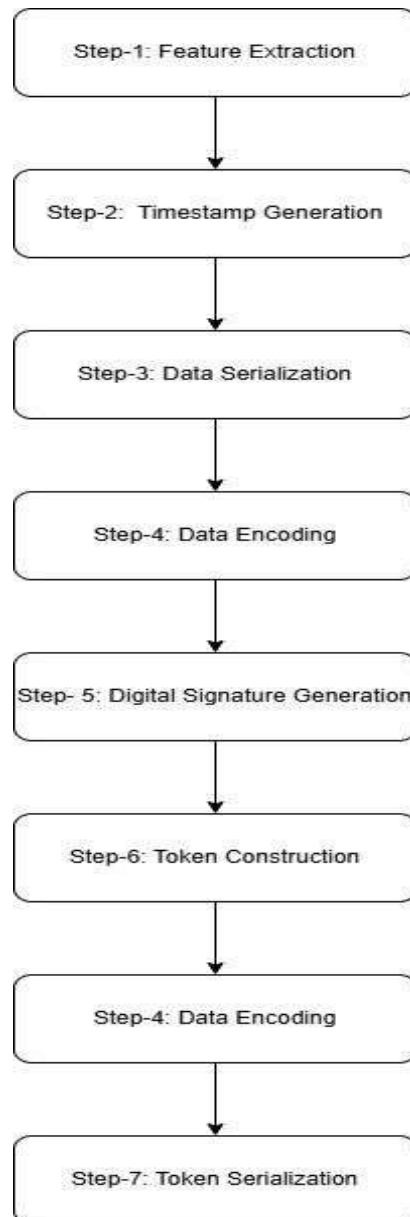 Step-1: Feature Extraction
Step-2: Timestamp Generation
Step-3: Data Serialization
Step-4: Data Encoding
Step- 5: Digital Signature Generation
Step-6: Token Construction
Step-4: Data Encoding
Step-7: Token Serialization